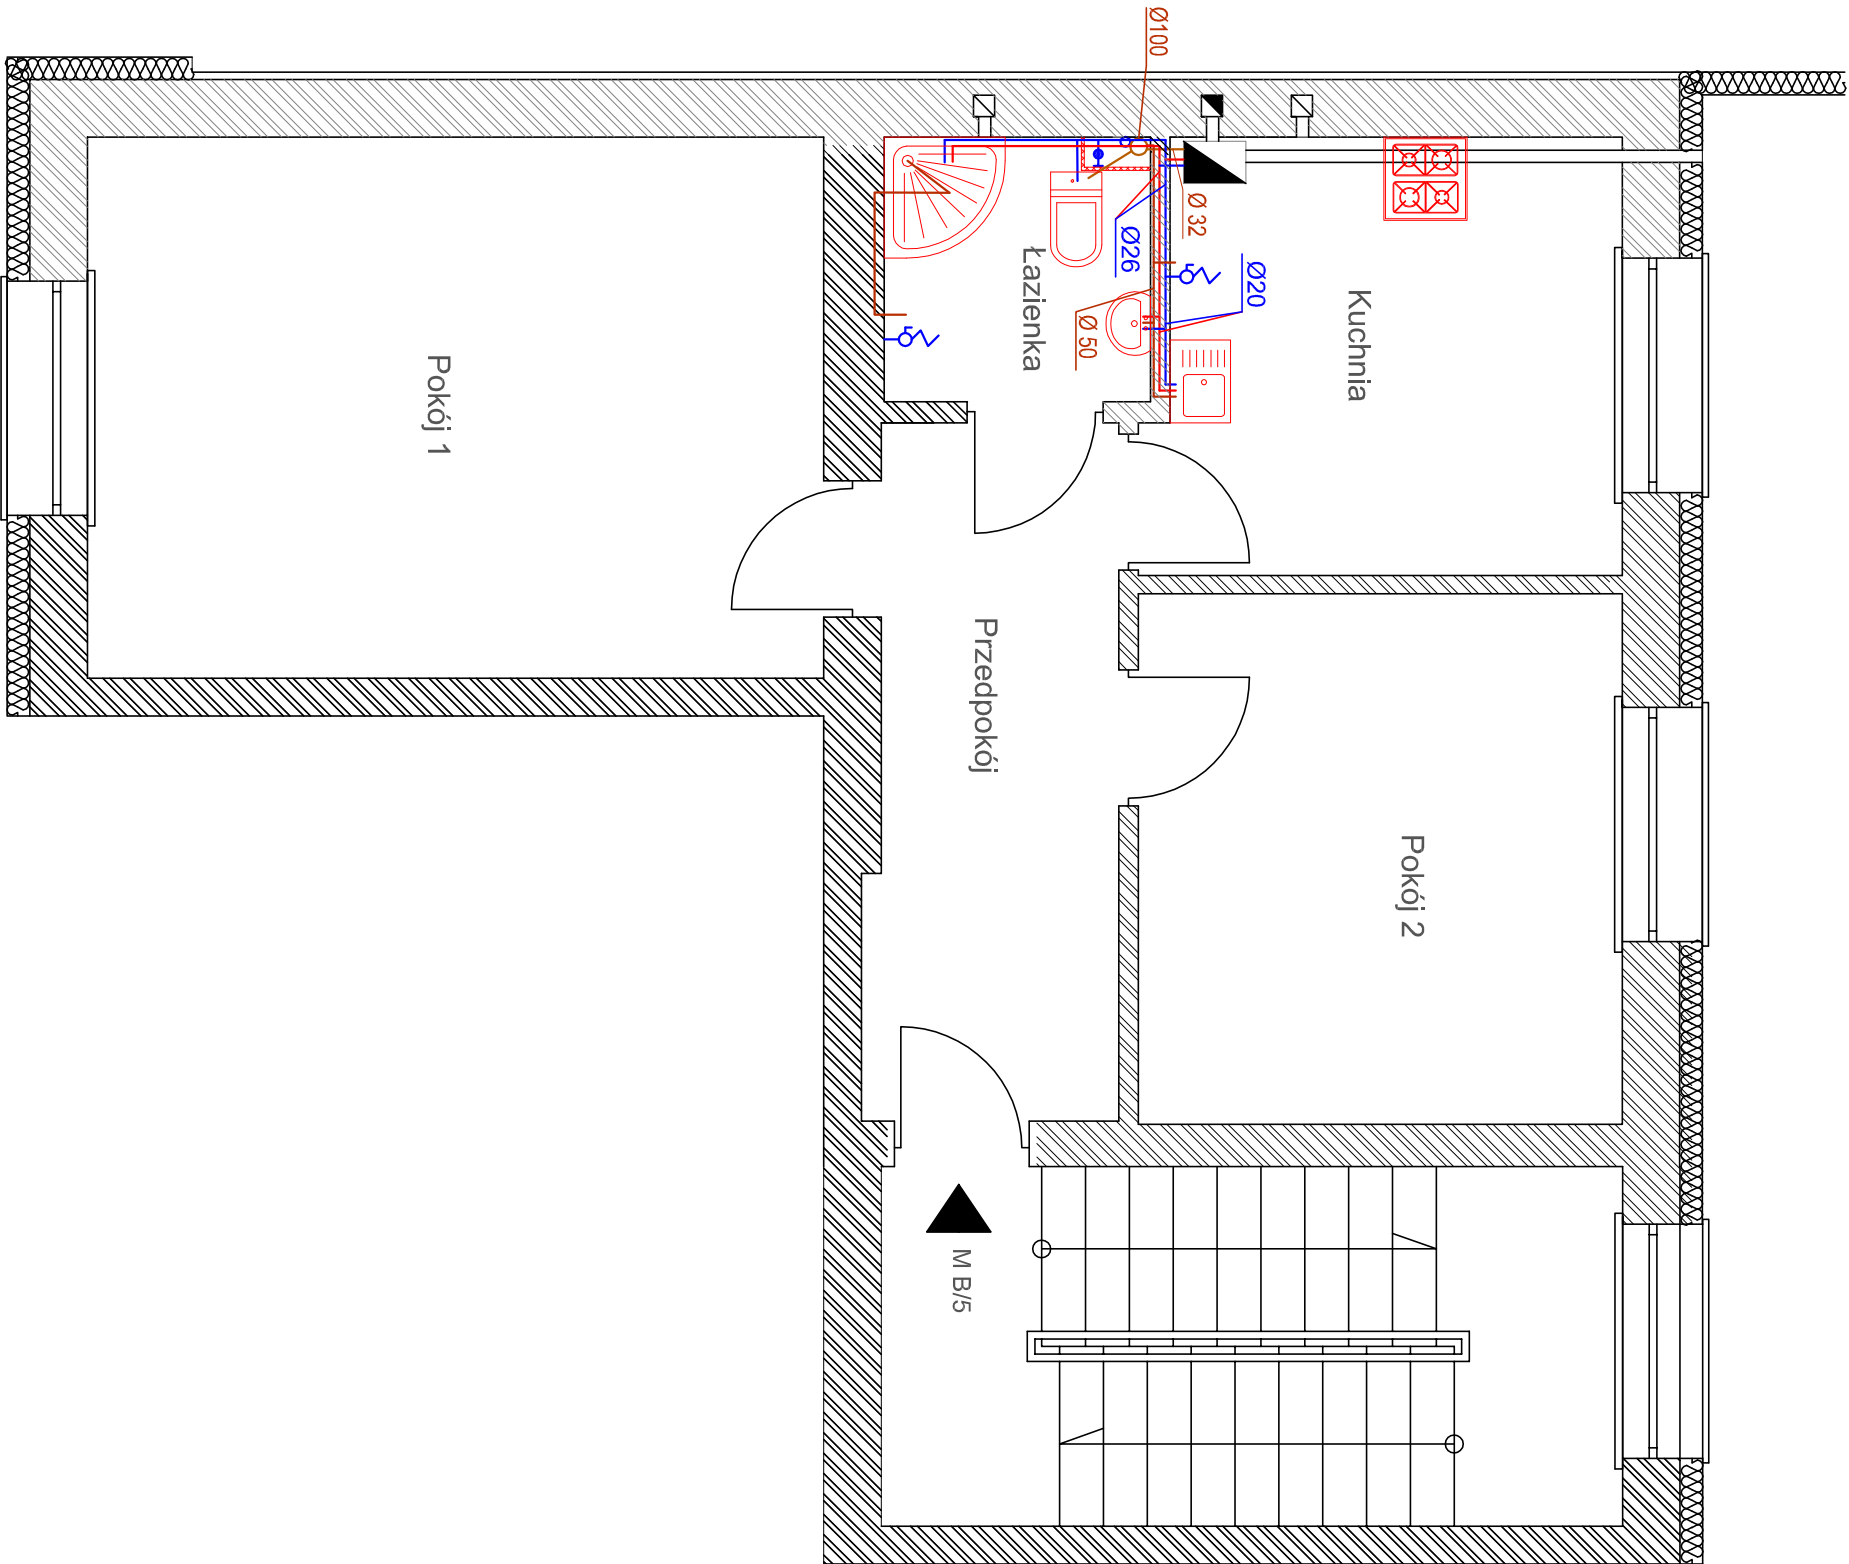 Ø100
Ø 32
Ø26
Ø20
Ø 50
Łazienka
Kuchnia
Pokój 1
Przedpokój
Pokój 2
M B/5